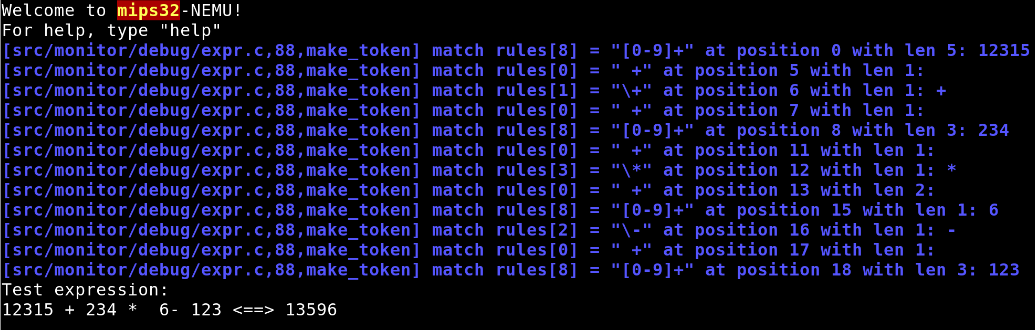 Welcome to mips32-NEMU!
For help, type "help"
[src/monitor/debug/expr.c,88,make_token] match rules[8] = "[0-9]+" at position 0 with len 5: 12315
[src/monitor/debug/expr.c,88,make_token] match rules[0] = " +" at position 5 with len 1:
[src/monitor/debug/expr.c,88,make_token] match rules[1] = "\+" at position 6 with len 1: +
[src/monitor/debug/expr.c,88,make_token] match rules[0] = " +" at position 7 with len 1:
[src/monitor/debug/expr.c,88,make_token] match rules[8] = "[0-9]+" at position 8 with len 3: 234
[src/monitor/debug/expr.c,88,make_token] match rules[0] = " +" at position 11 with len 1:
[src/monitor/debug/expr.c,88,make_token] match rules[3] = "\*" at position 12 with len 1: *
[src/monitor/debug/expr.c,88,make_token] match rules[0] = " +" at position 13 with len 2:
[src/monitor/debug/expr.c,88,make_token] match rules[8] = "[0-9]+" at position 15 with len 1: 6
[src/monitor/debug/expr.c,88,make_token] match rules[2] = "\-" at position 16 with len 1: -
[src/monitor/debug/expr.c,88,make_token] match rules[0] = " +" at position 17 with len 1:
[src/monitor/debug/expr.c,88,make_token] match rules[8] = "[0-9]+" at position 18 with len 3: 123
Test expression:
12315 + 234 *  6- 123 <==> 13596